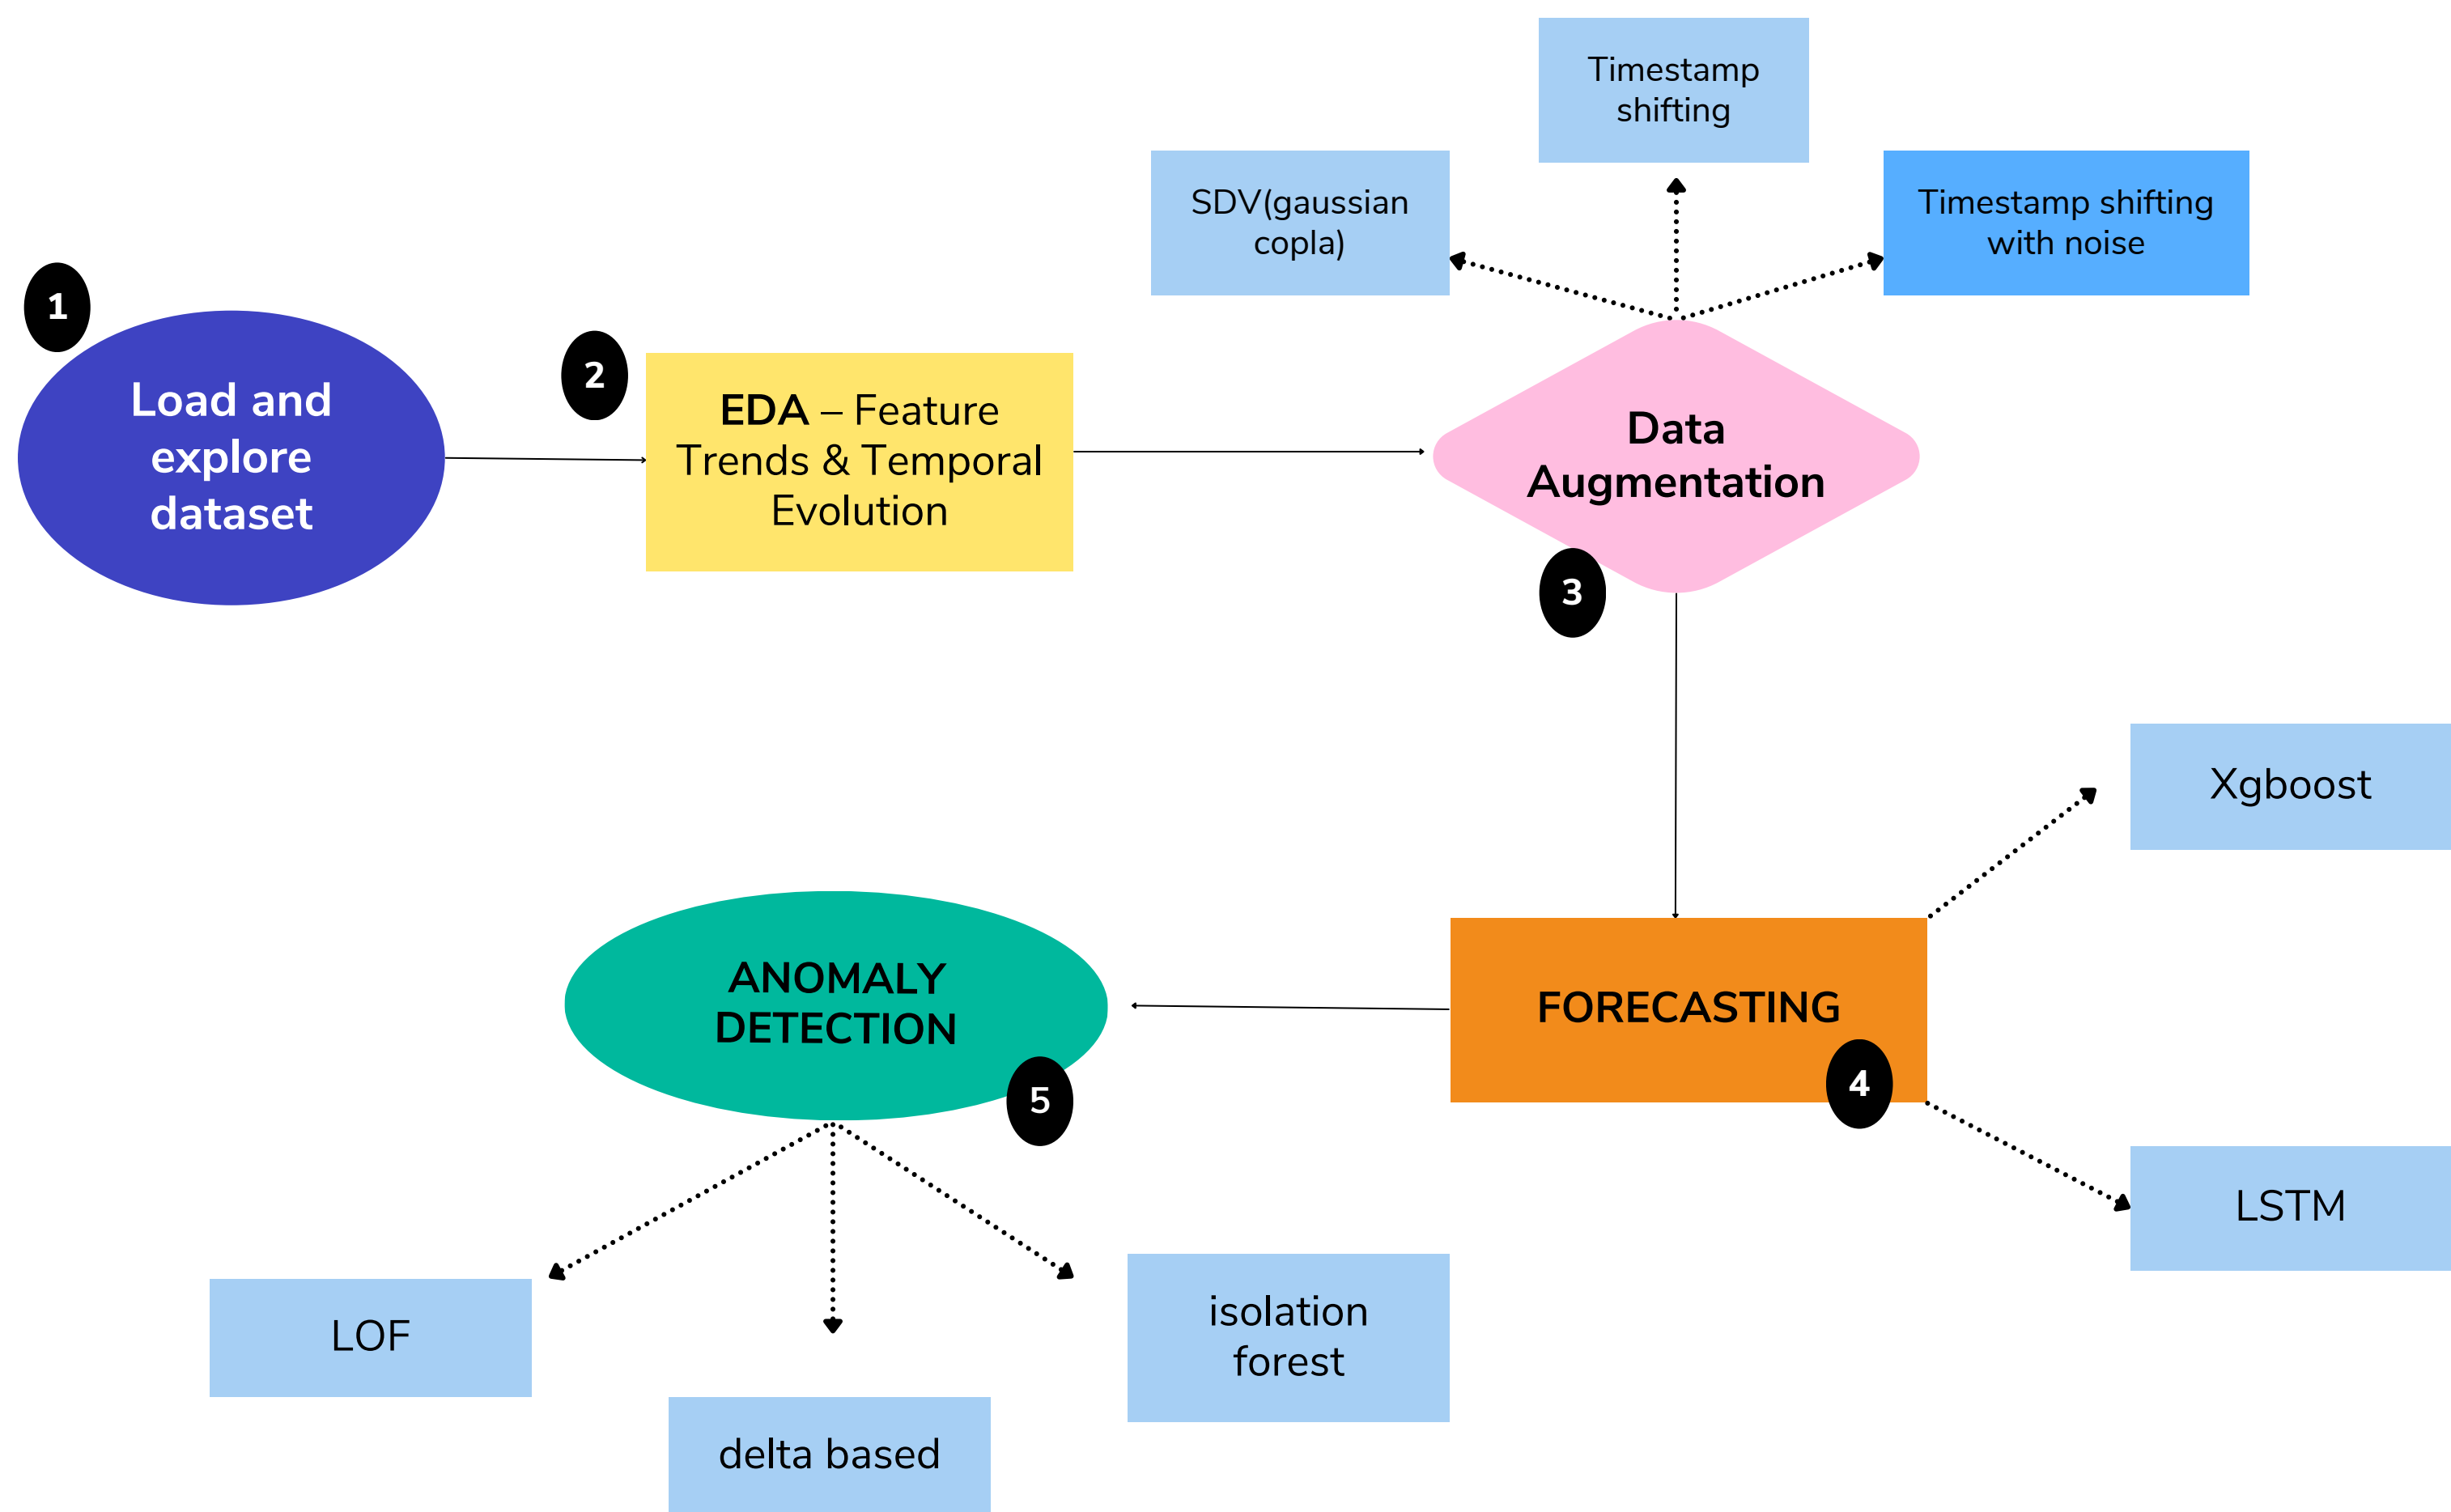 1
Load and
explore
dataset
2
EDA – Feature
Trends & Temporal
Evolution
Timestamp
shifting
SDV(gaussian
copla)
Timestamp shifting
with noise
Data
Augmentation
3
Xgboost
FORECASTING
4
LSTM
ANOMALY
DETECTION
5
LOF
delta based
isolation
forest